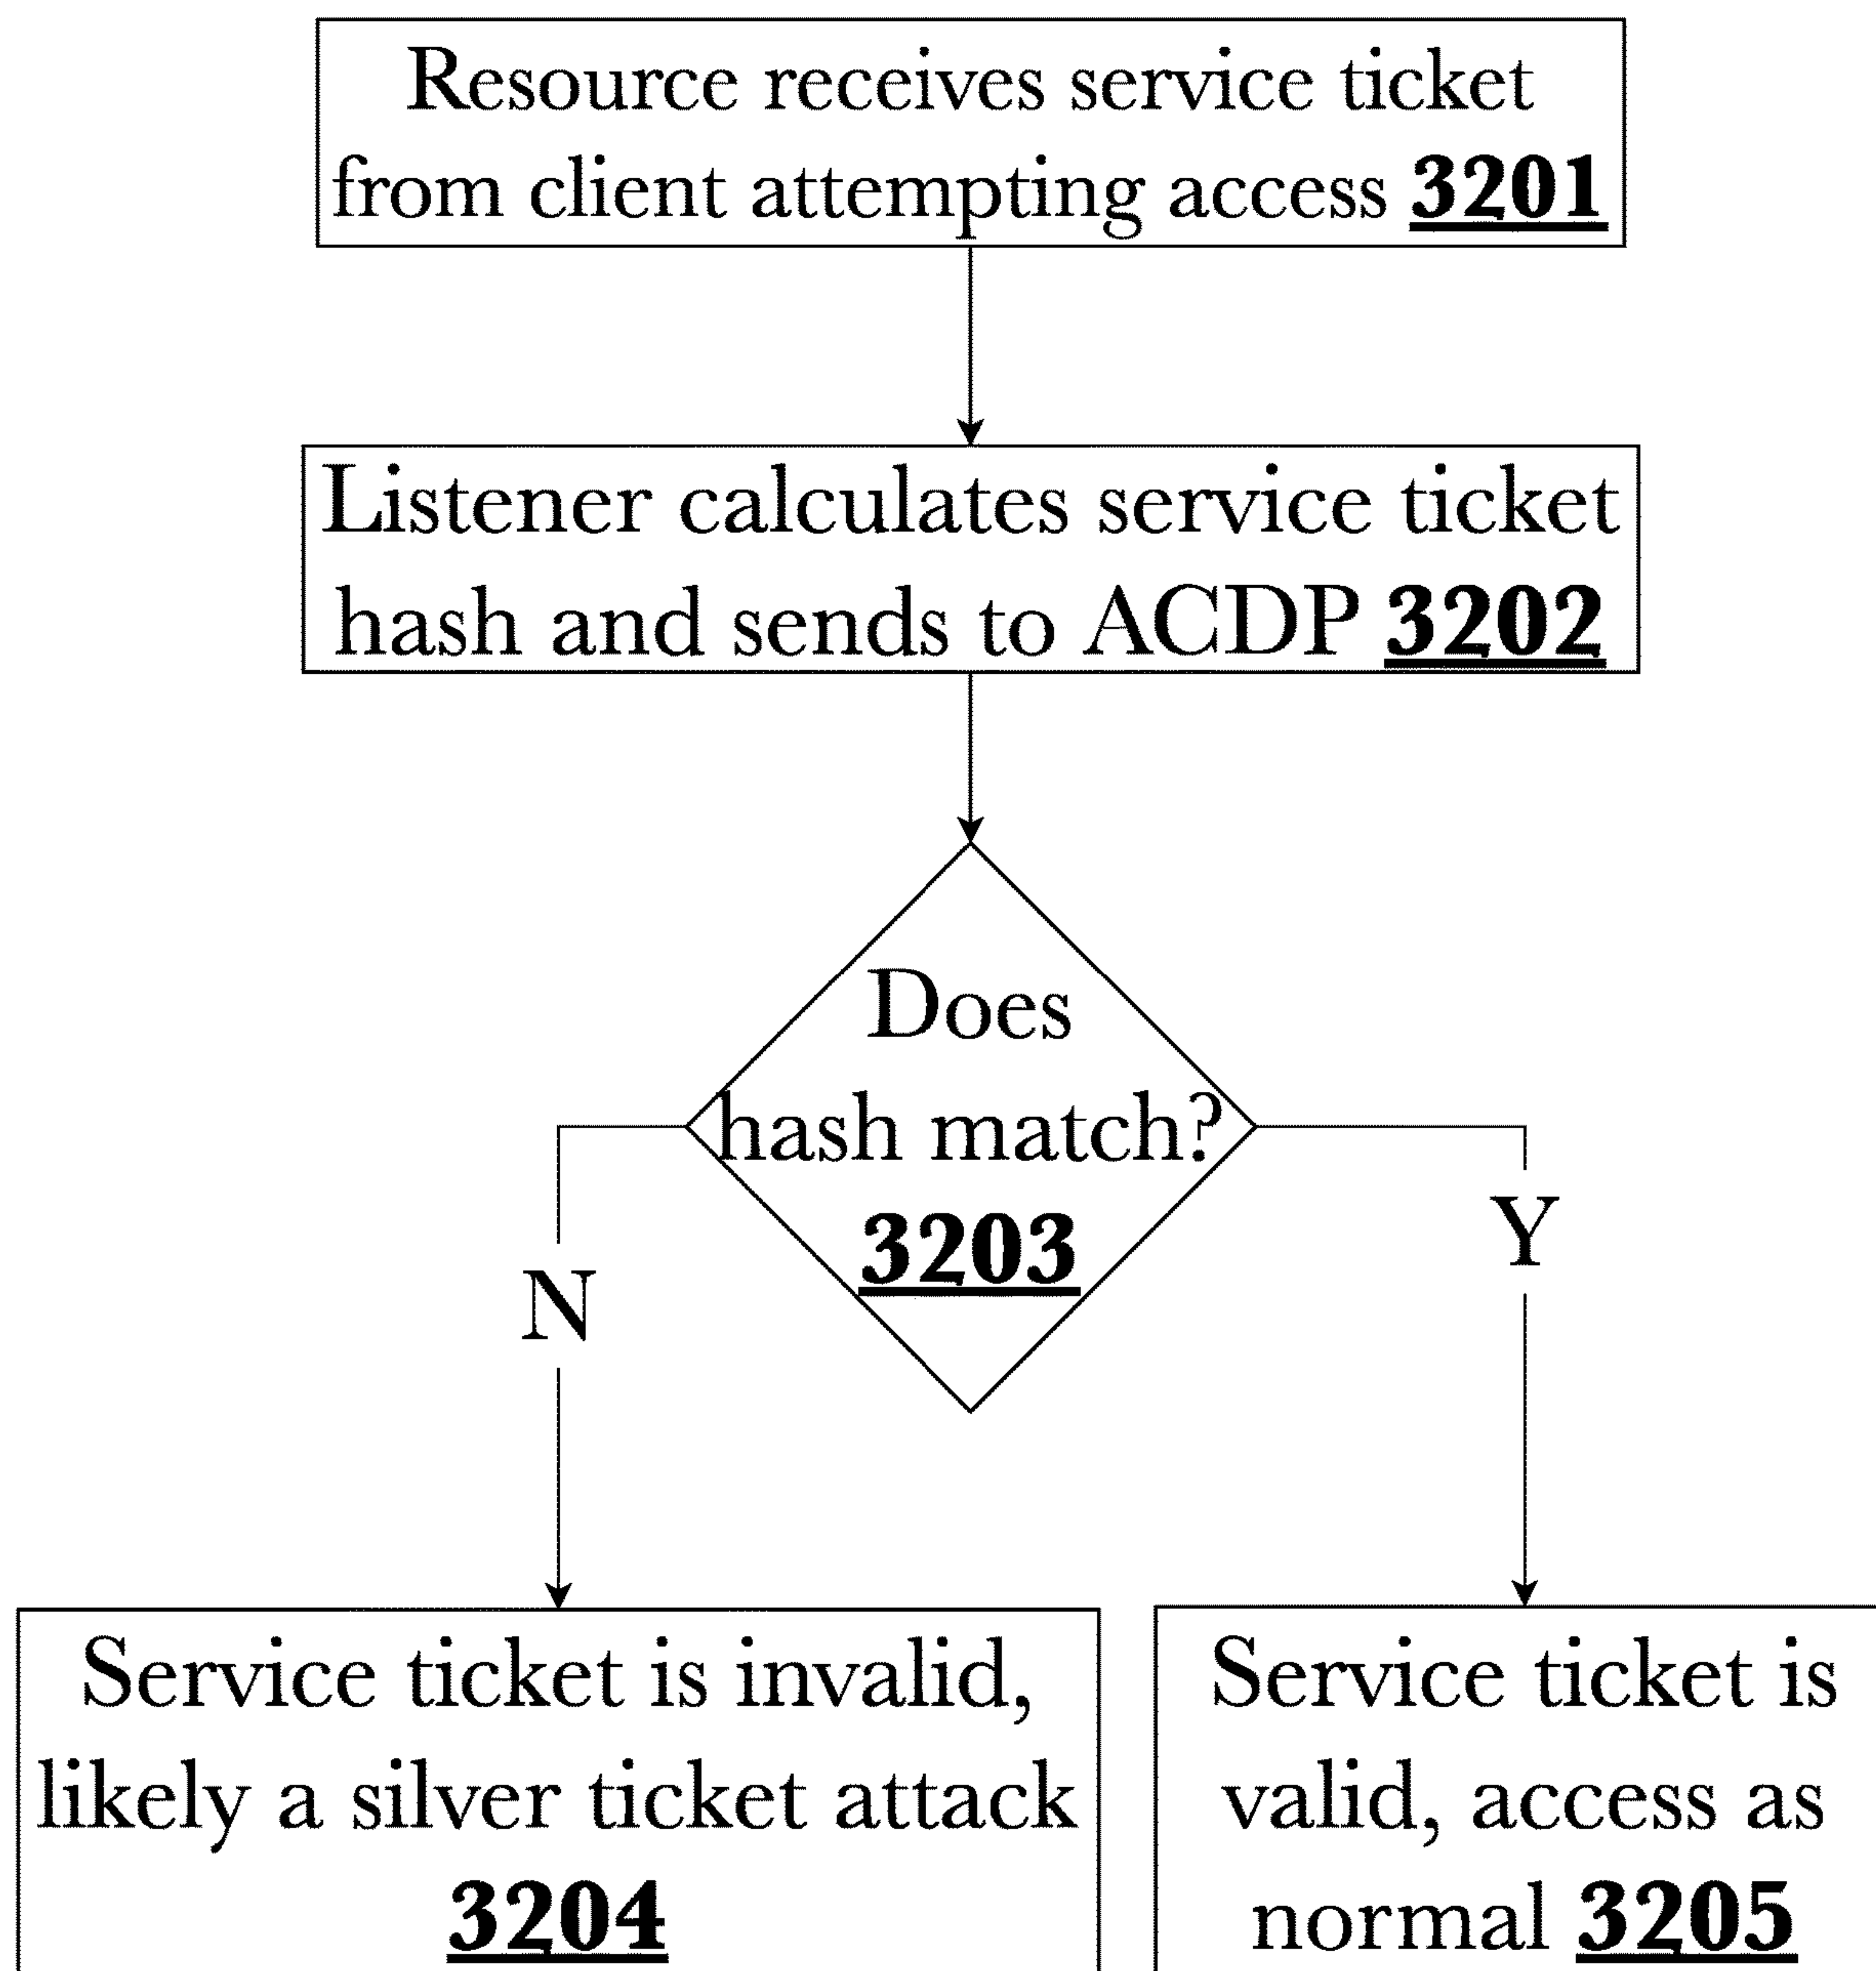 Resource receives service ticket
from client attempting access 3201
Listener calculates service ticket
hash and sends to ACDP 3202
Does
hash match?
3203
N
Y
Service ticket is invalid,
likely a silver ticket attack
3204
Service ticket is
valid, access as
normal 3205